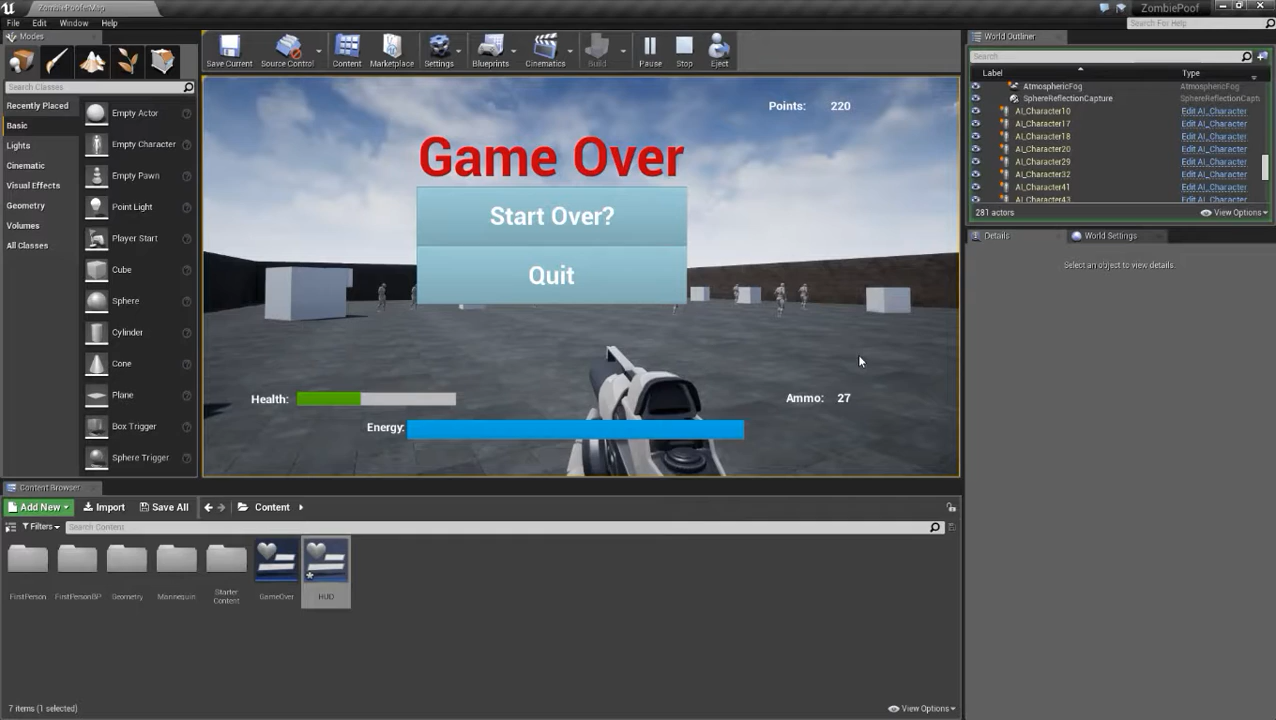 ZombiePooferMap
ZombiePoof
File Edit Window Help
Search For Help
Modes
Search Classes
Recently Placed
Basic
Lights
Cinematic
Visual Effects
Geometry
Volumes
All Classes
Empty Actor
Empty Character
Empty Pawn
Point Light
Player Start
Cube
Sphere
Cylinder
Cone
Plane
Box Trigger
Sphere Trigger
Save Current
Source Control
Content
Marketplace
Settings
Blueprints
Cinematics
Build
Pause
Stop
Eject
Points: 220
Game Over
Start Over?
Quit
Health:
Ammo: 27
Energy:
World Outliner
Search
Label Type
AtmosphericFog AtmosphericFog
SphereReflectionCapture SphereReflectionCapt
AI_Character10 Edit AI_Character
AI_Character17 Edit AI_Character
AI_Character18 Edit AI_Character
AI_Character20 Edit AI_Character
AI_Character29 Edit AI_Character
AI_Character32 Edit AI_Character
AI_Character41 Edit AI_Character
AI_Character43 Edit AI_Character
281 actors View Options
Details World Settings
Select an object to view details.
Content Browser
Add New Import Save All Content
Filters Search Content
FirstPerson
FirstPersonBP
Geometry
Mannequin
Starter
Content
GameOver
HUD
7 items (1 selected) View Options